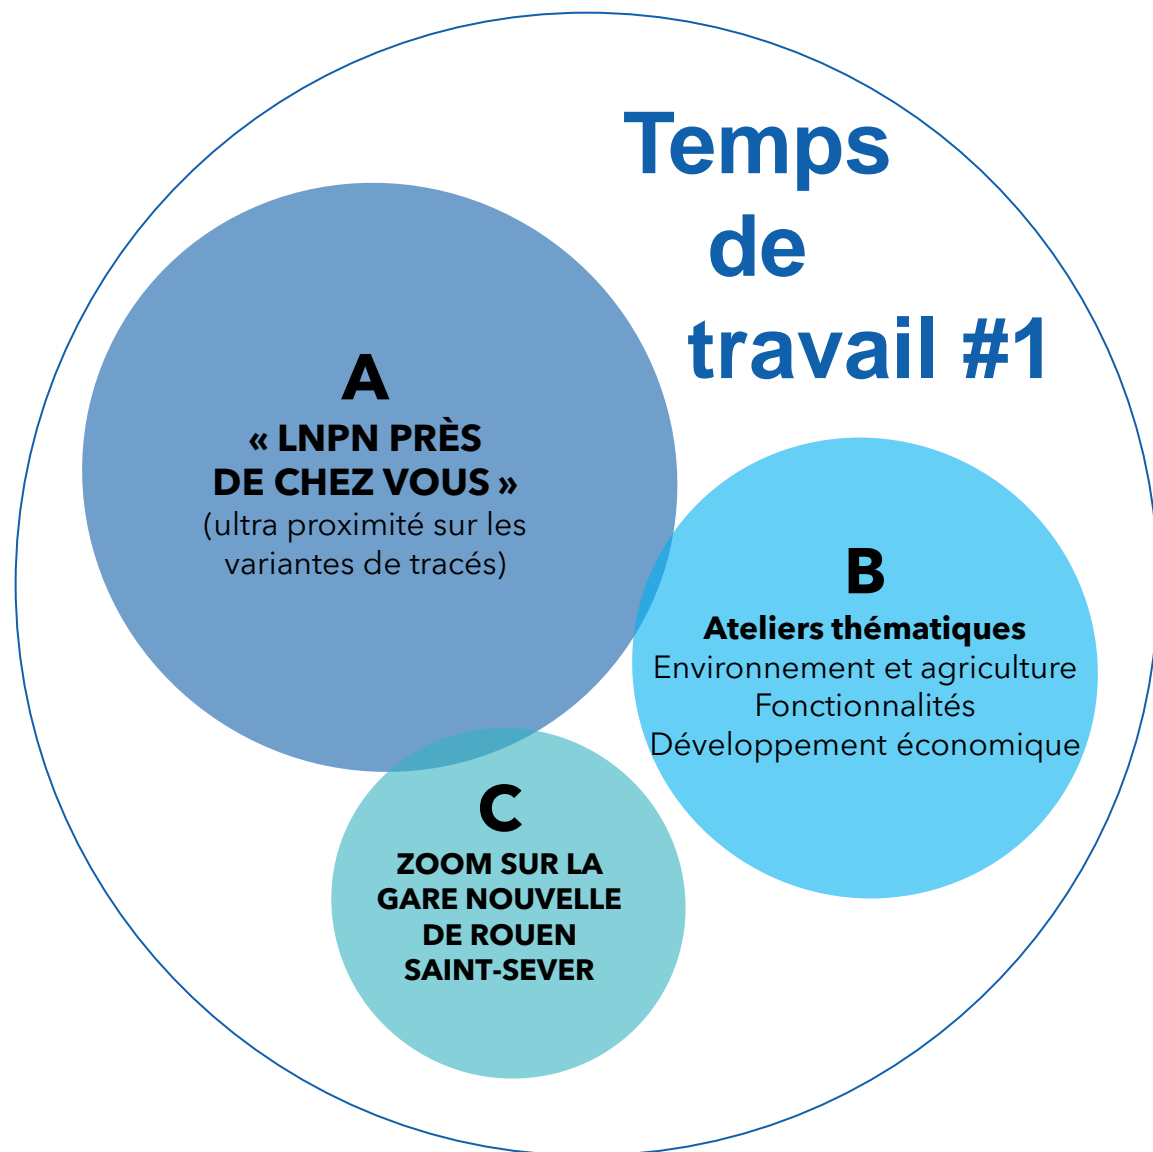 Temps
de
travail #1
A
« LNPN PRÈS
DE CHEZ VOUS »
(ultra proximité sur les
variantes de tracés)
B
Ateliers thématiques
Environnement et agriculture
Fonctionnalités
Développement économique
C
ZOOM SUR LA
GARE NOUVELLE
DE ROUEN
SAINT-SEVER